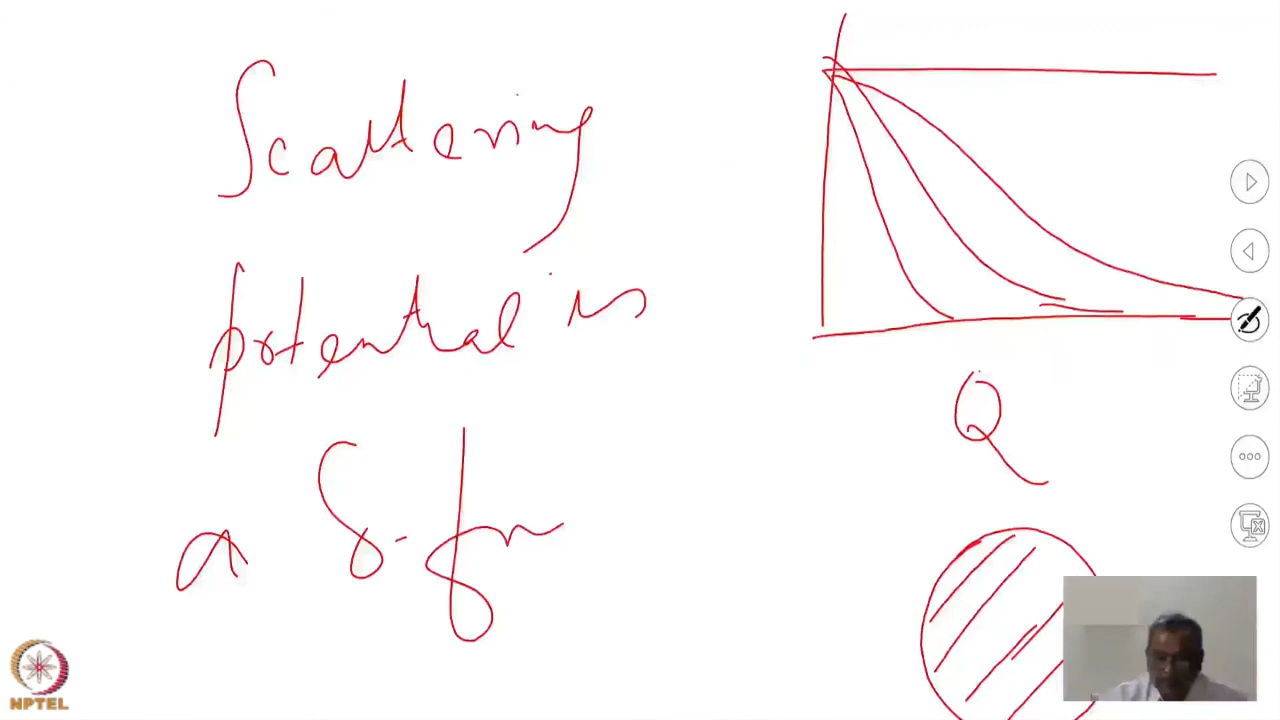 Scattering
potential is
a δ-fn
Q
NPTEL